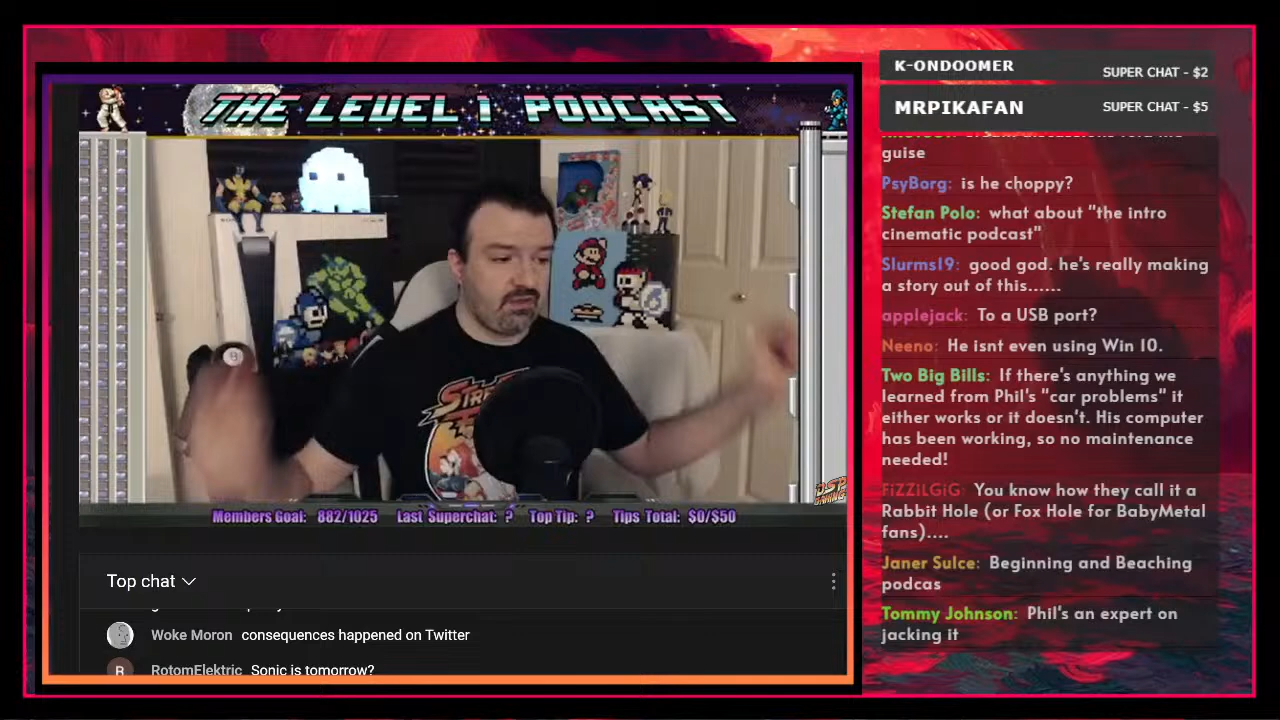 THE LEVEL 1 PODCAST
Members Goal: 882/1025 Last Superchat: ? Top Tip: ? Tips Total: $0/$50
DSP
GAMING
Top chat
Woke Moron consequences happened on Twitter
R RotomElektric Sonic is tomorrow?
K-ONDOOMER SUPER CHAT - $2
MRPIKAFAN SUPER CHAT - $5
guise
PsyBorg: is he choppy?
Stefan Polo: what about "the intro
cinematic podcast"
Slurms19: good god. he's really making
a story out of this......
applejack: To a USB port?
Neeno: He isnt even using Win 10.
Two Big Bills: If there's anything we
learned from Phil's "car problems" it
either works or it doesn't. His computer
has been working, so no maintenance
needed!
FiZZiLGiG: You know how they call it a
Rabbit Hole (or Fox Hole for BabyMetal
fans)....
Janer Sulce: Beginning and Beaching
podcas
Tommy Johnson: Phil's an expert on
jacking it